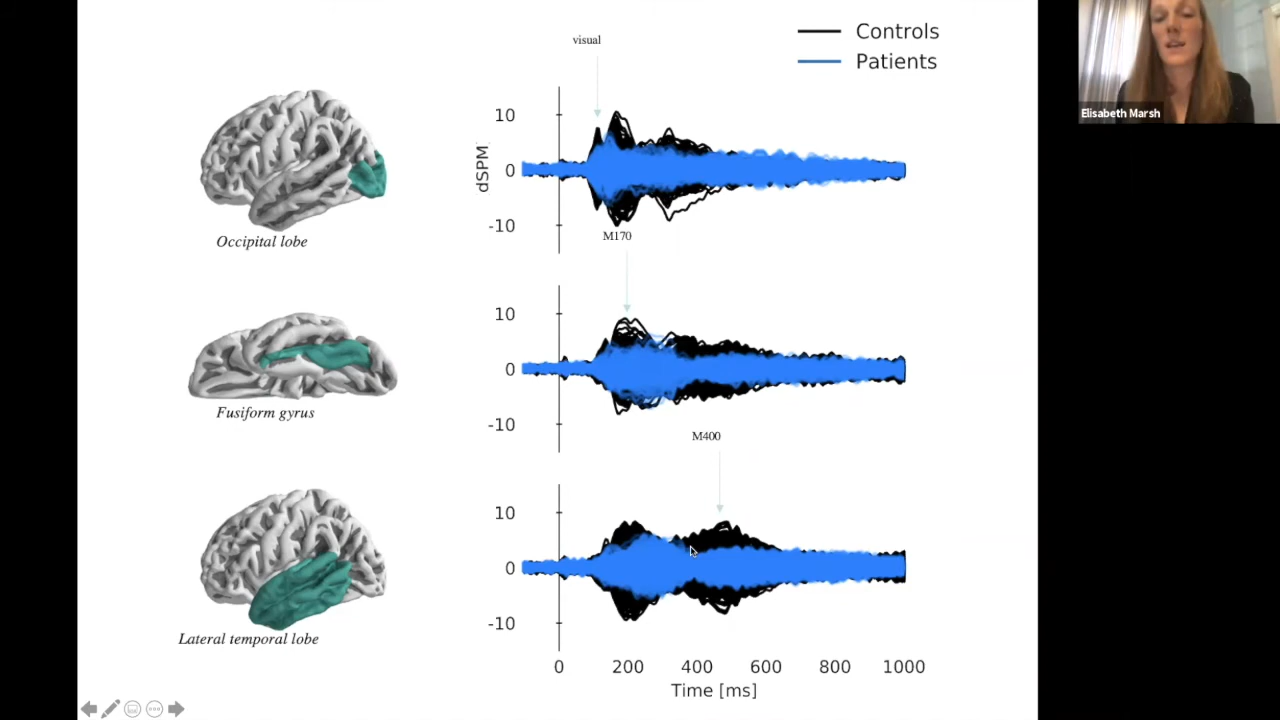 Controls
Patients
Elisabeth Marsh
visual
dSPM
10
0
-10
Occipital lobe
M170
10
0
-10
Fusiform gyrus
M400
10
0
-10
Lateral temporal lobe
0 200 400 600 800 1000
Time [ms]